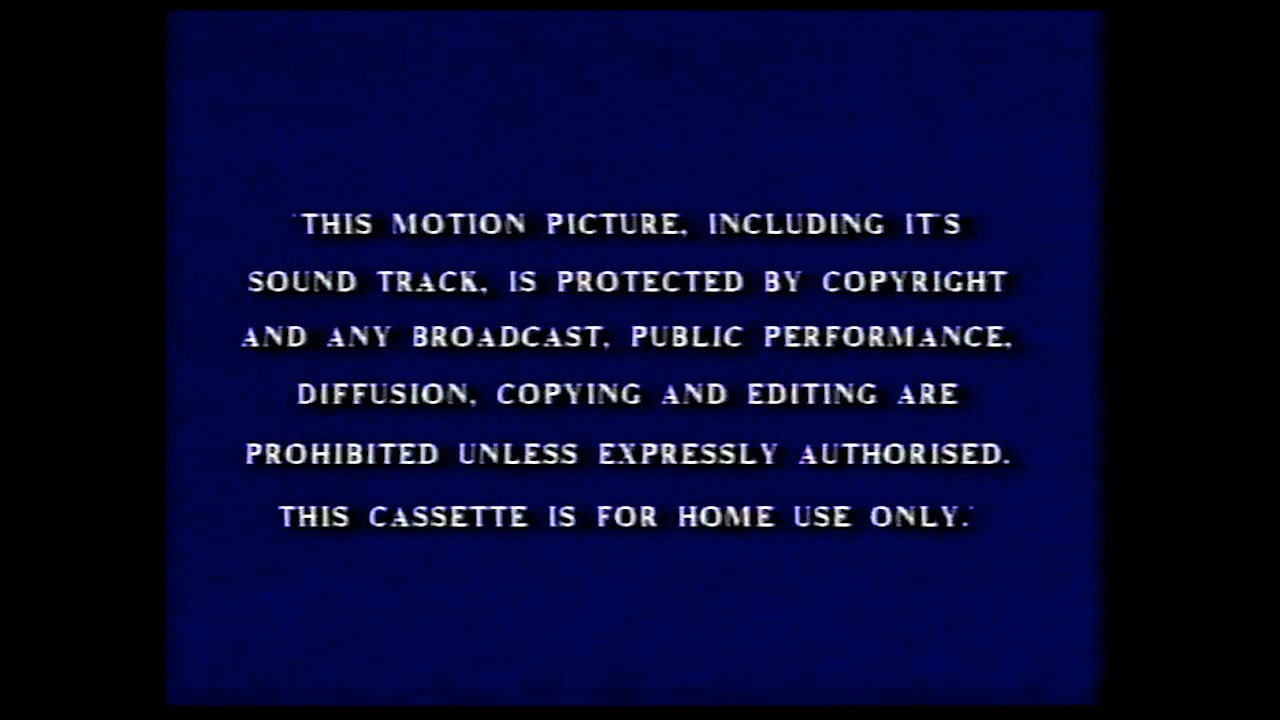 'THIS MOTION PICTURE, INCLUDING IT'S
SOUND TRACK, IS PROTECTED BY COPYRIGHT
AND ANY BROADCAST, PUBLIC PERFORMANCE,
DIFFUSION, COPYING AND EDITING ARE
PROHIBITED UNLESS EXPRESSLY AUTHORISED.
THIS CASSETTE IS FOR HOME USE ONLY.'